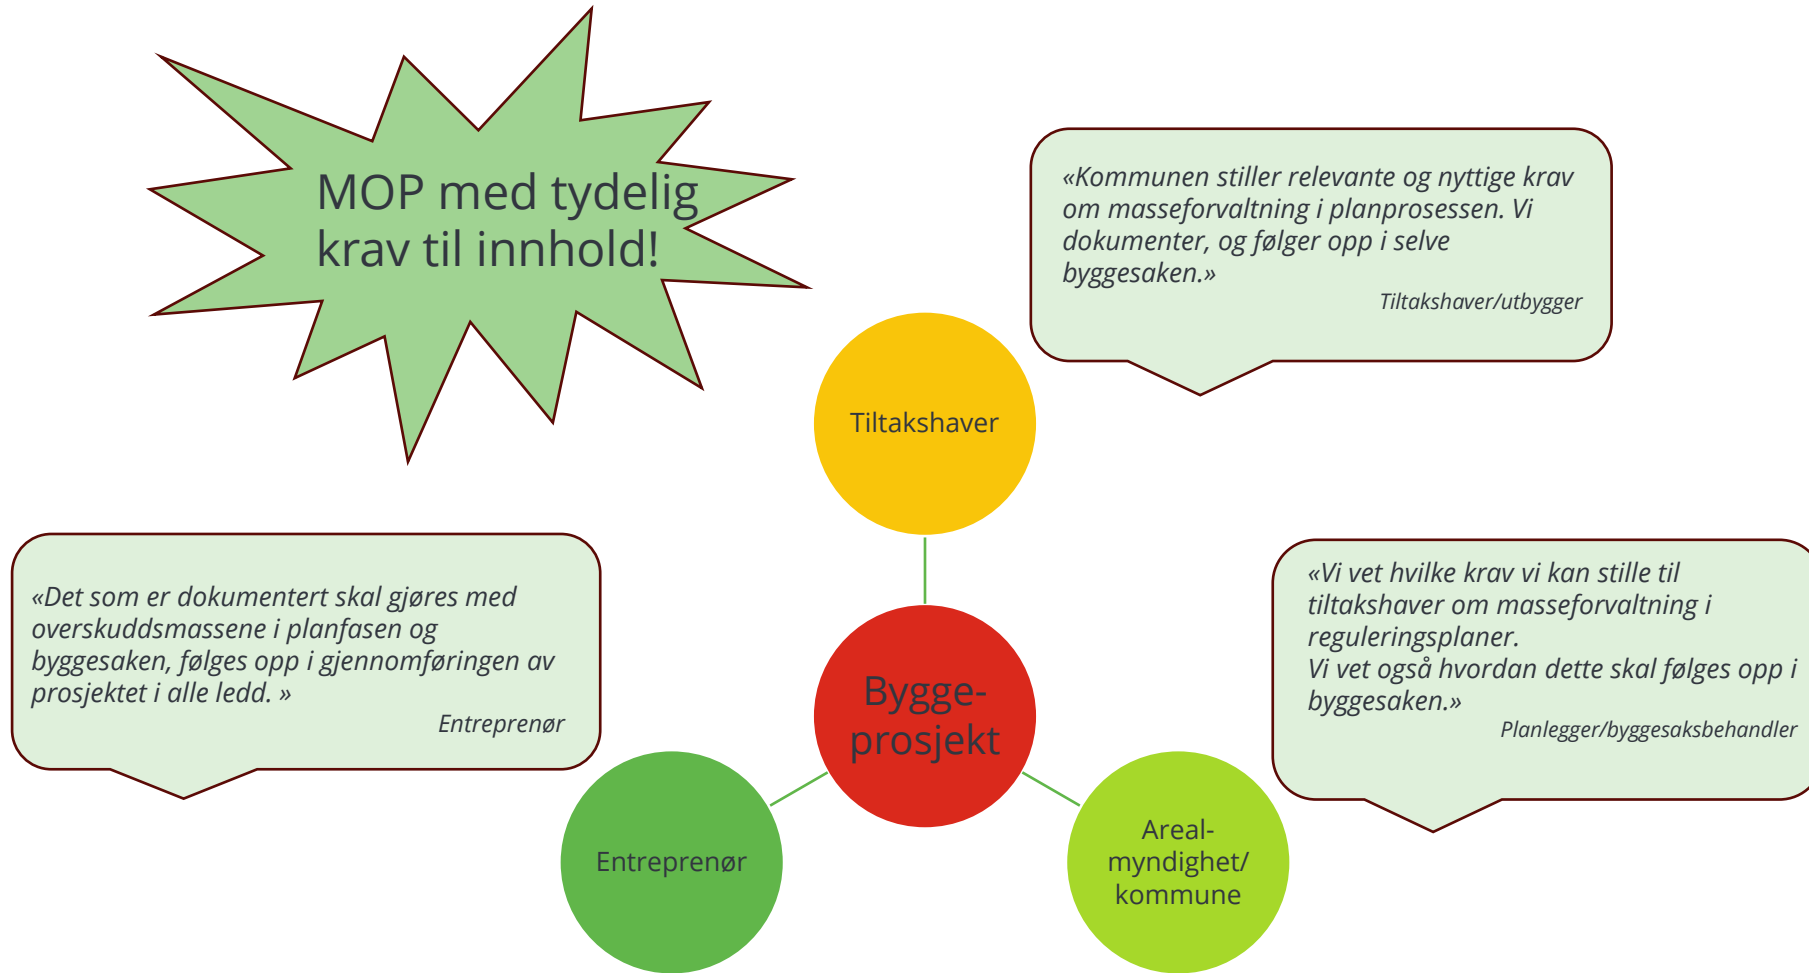 MOP med tydelig
krav til innhold!
«Kommunen stiller relevante og nyttige krav
om masseforvaltning i planprosessen. Vi
dokumenter, og følger opp i selve
byggesaken.»
Tiltakshaver/utbygger
Tiltakshaver
«Det som er dokumentert skal gjøres med
overskuddsmassene i planfasen og
byggesaken, følges opp i gjennomføringen av
prosjektet i alle ledd. »
Entreprenør
«Vi vet hvilke krav vi kan stille til
tiltakshaver om masseforvaltning i
reguleringsplaner.
Vi vet også hvordan dette skal følges opp i
byggesaken.»
Planlegger/byggesaksbehandler
Bygge-
prosjekt
Entreprenør
Areal-
myndighet/
kommune